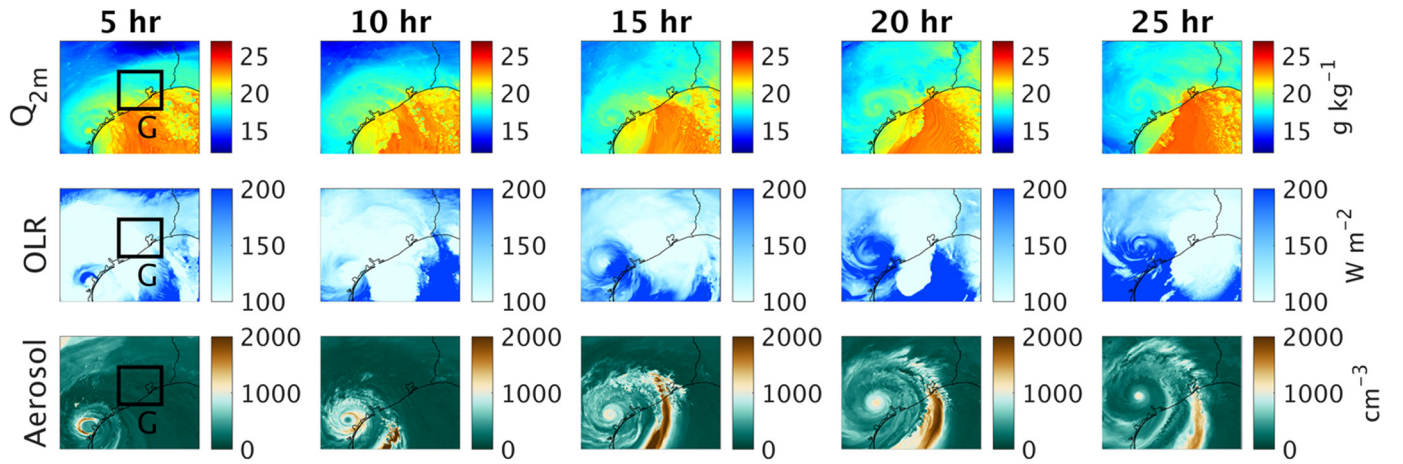 5 hr 10 hr 15 hr 20 hr 25 hr
Q2m G 25 20 15 25 20 15 25 20 15 25 20 15 25 20 15 g kg−1
OLR G 200 150 100 200 150 100 200 150 100 200 150 100 200 150 100 W m−2
Aerosol G 2000 1000 0 2000 1000 0 2000 1000 0 2000 1000 0 2000 1000 0 cm−3